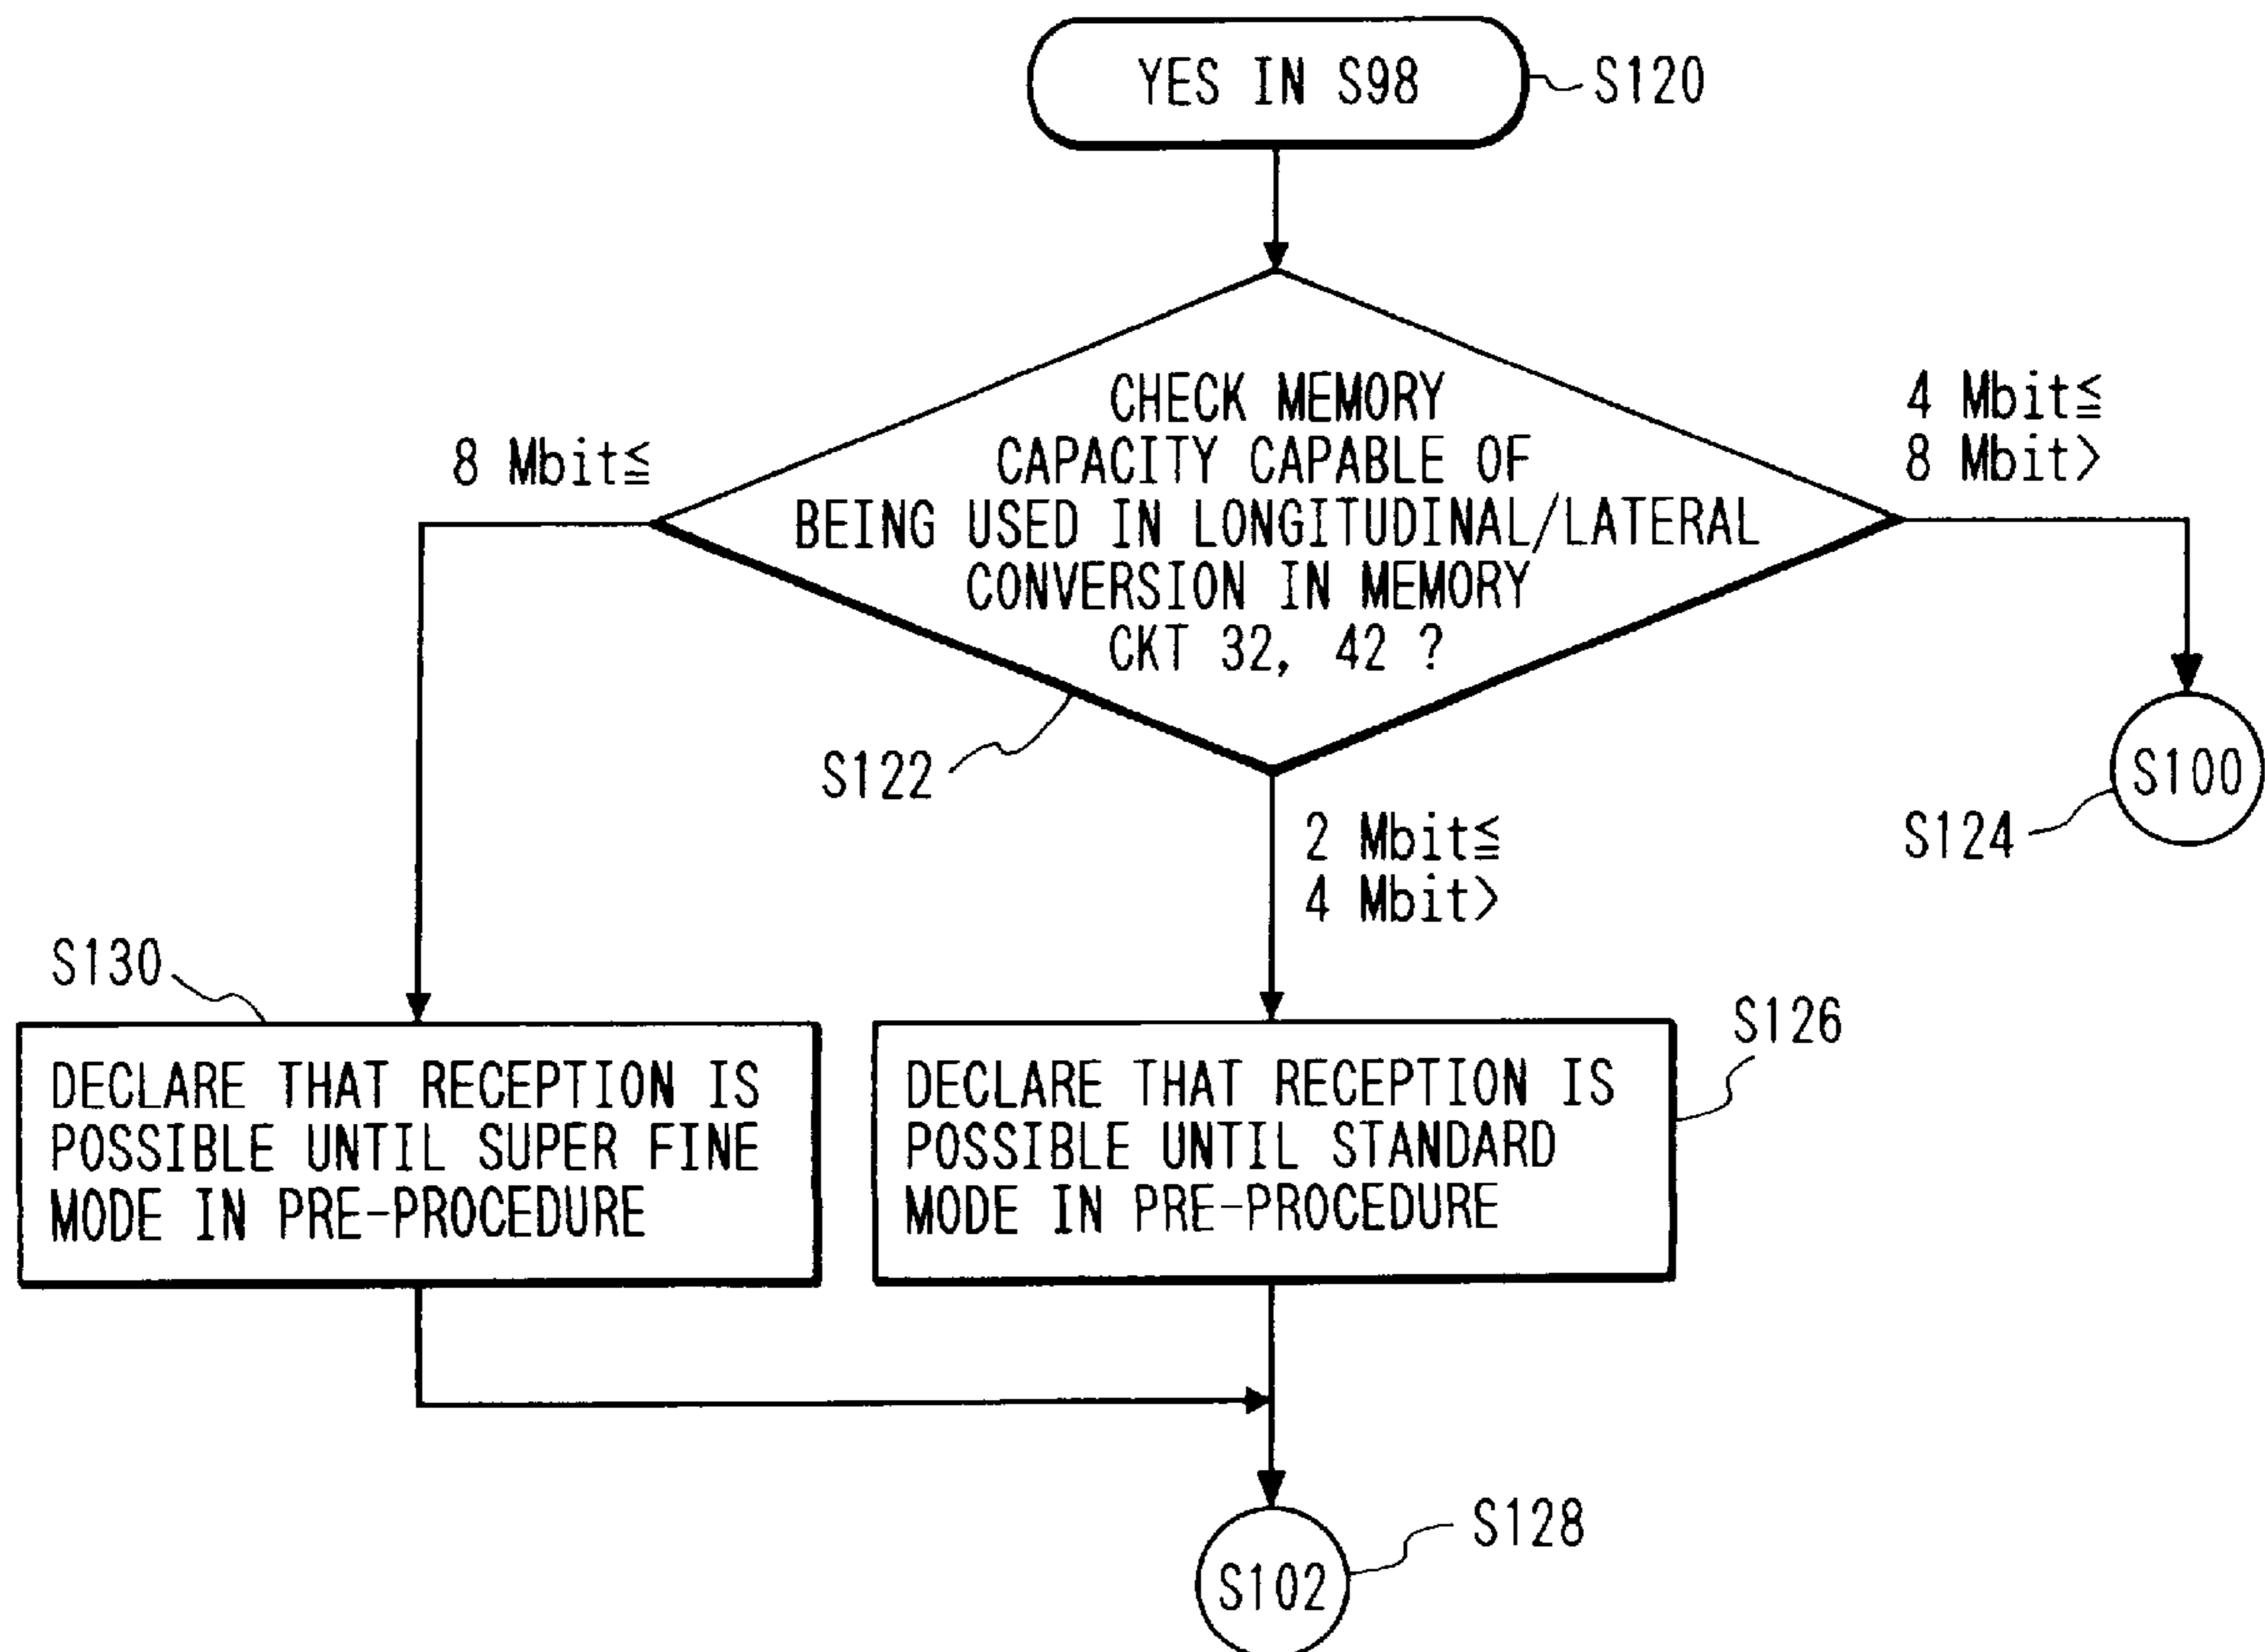 YES IN S98
S120
CHECK MEMORY
CAPACITY CAPABLE OF
BEING USED IN LONGITUDINAL/LATERAL
CONVERSION IN MEMORY
CKT 32, 42 ?
S122
8 Mbit≦
4 Mbit≦
8 Mbit>
S100
S124
2 Mbit≦
4 Mbit>
S130
DECLARE THAT RECEPTION IS
POSSIBLE UNTIL SUPER FINE
MODE IN PRE-PROCEDURE
S126
DECLARE THAT RECEPTION IS
POSSIBLE UNTIL STANDARD
MODE IN PRE-PROCEDURE
S102
S128